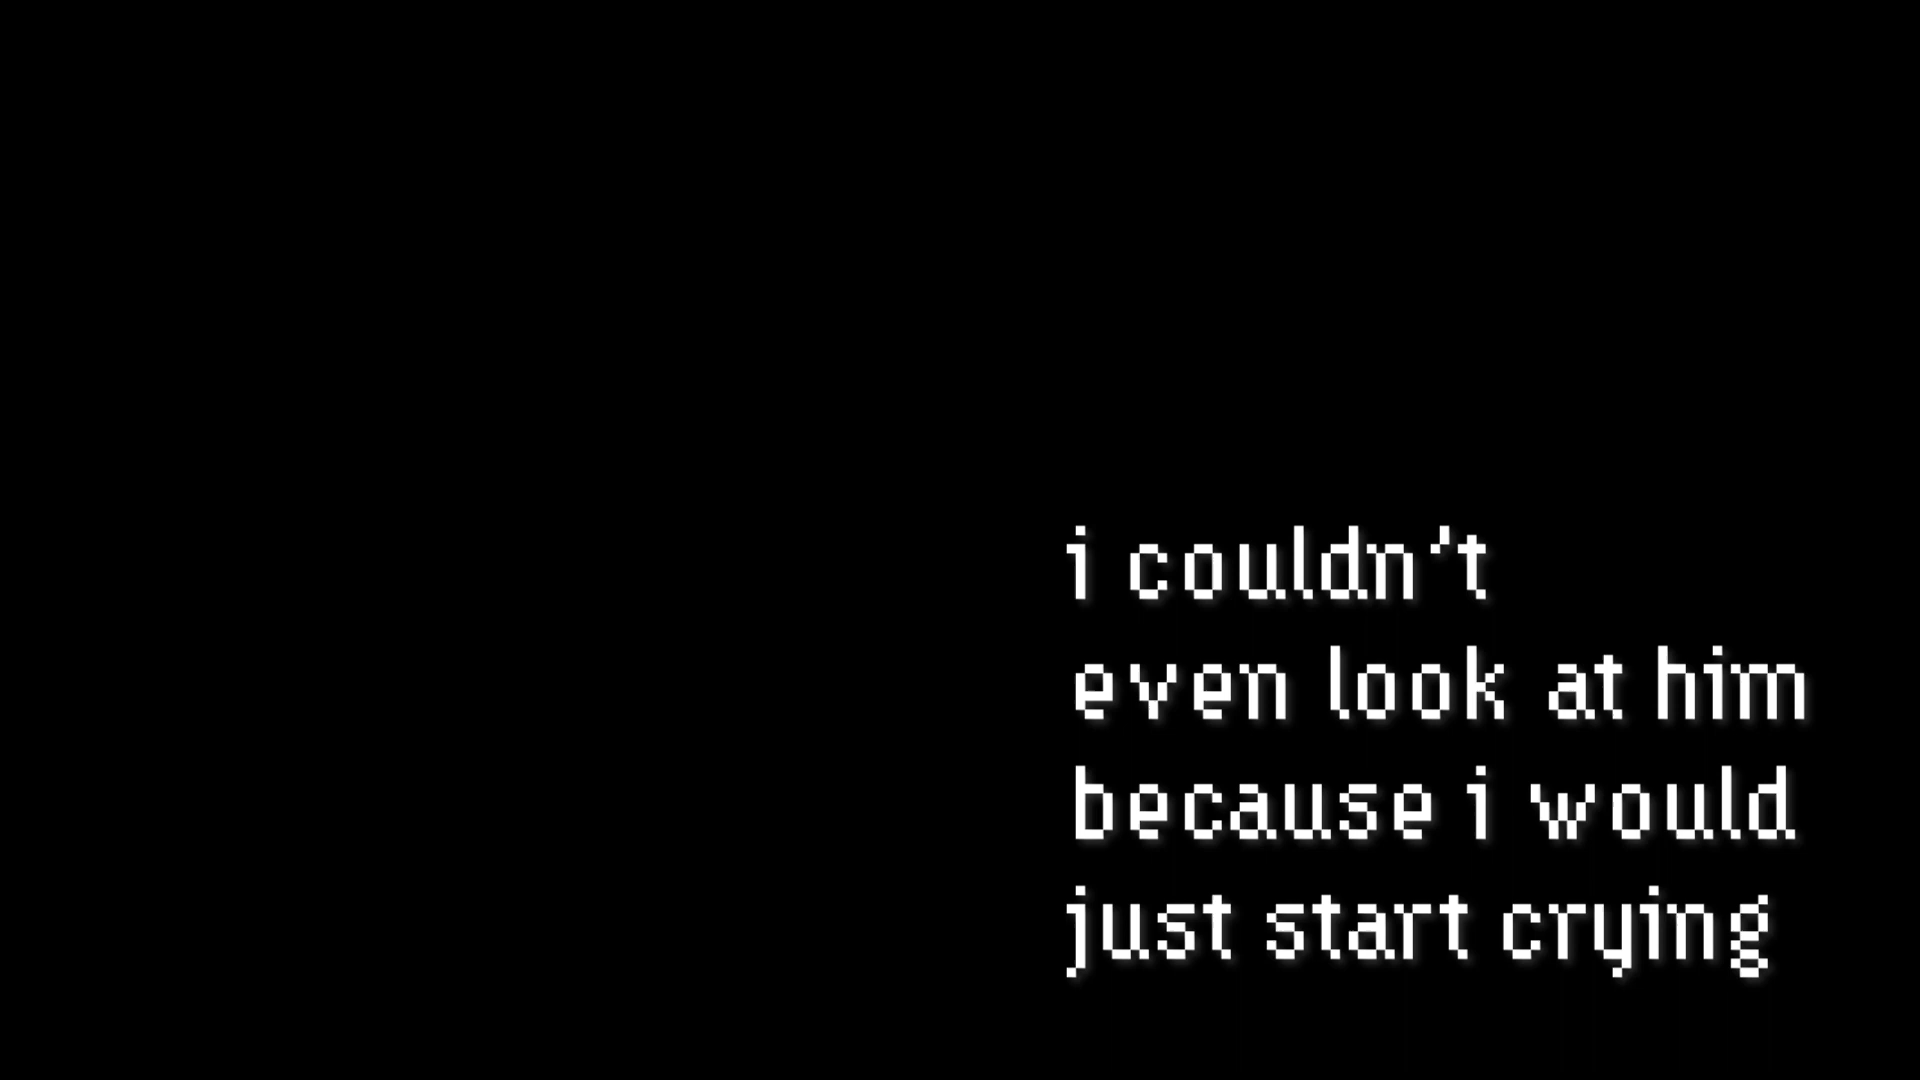 i couldn't
even look at him
because i would
just start crying